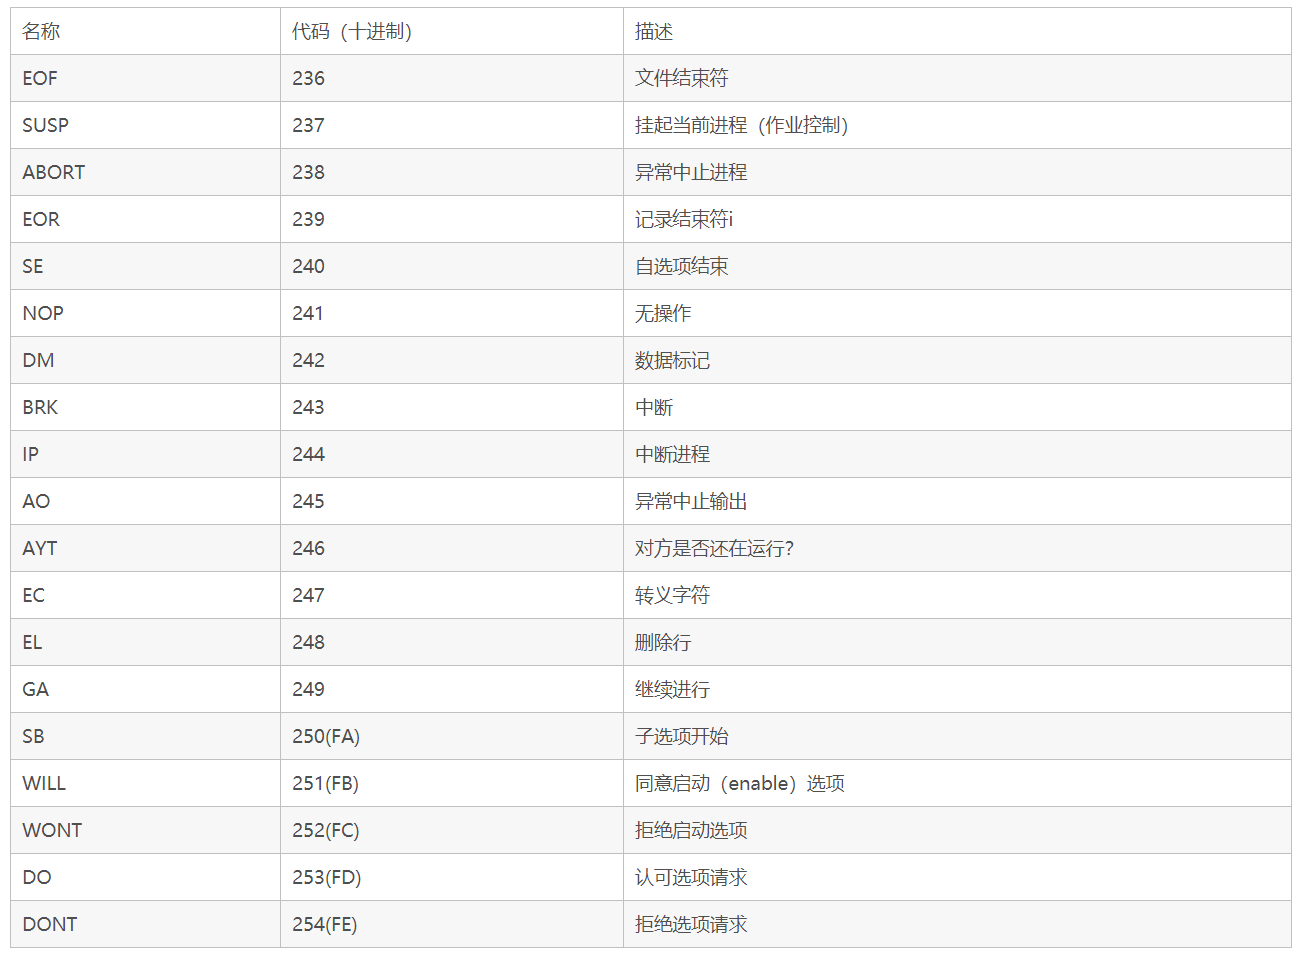 名称 代码（十进制） 描述
EOF 236 文件结束符
SUSP 237 挂起当前进程（作业控制）
ABORT 238 异常中止进程
EOR 239 记录结束符i
SE 240 自选项结束
NOP 241 无操作
DM 242 数据标记
BRK 243 中断
IP 244 中断进程
AO 245 异常中止输出
AYT 246 对方是否还在运行？
EC 247 转义字符
EL 248 删除行
GA 249 继续进行
SB 250(FA) 子选项开始
WILL 251(FB) 同意启动（enable）选项
WONT 252(FC) 拒绝启动选项
DO 253(FD) 认可选项请求
DONT 254(FE) 拒绝选项请求